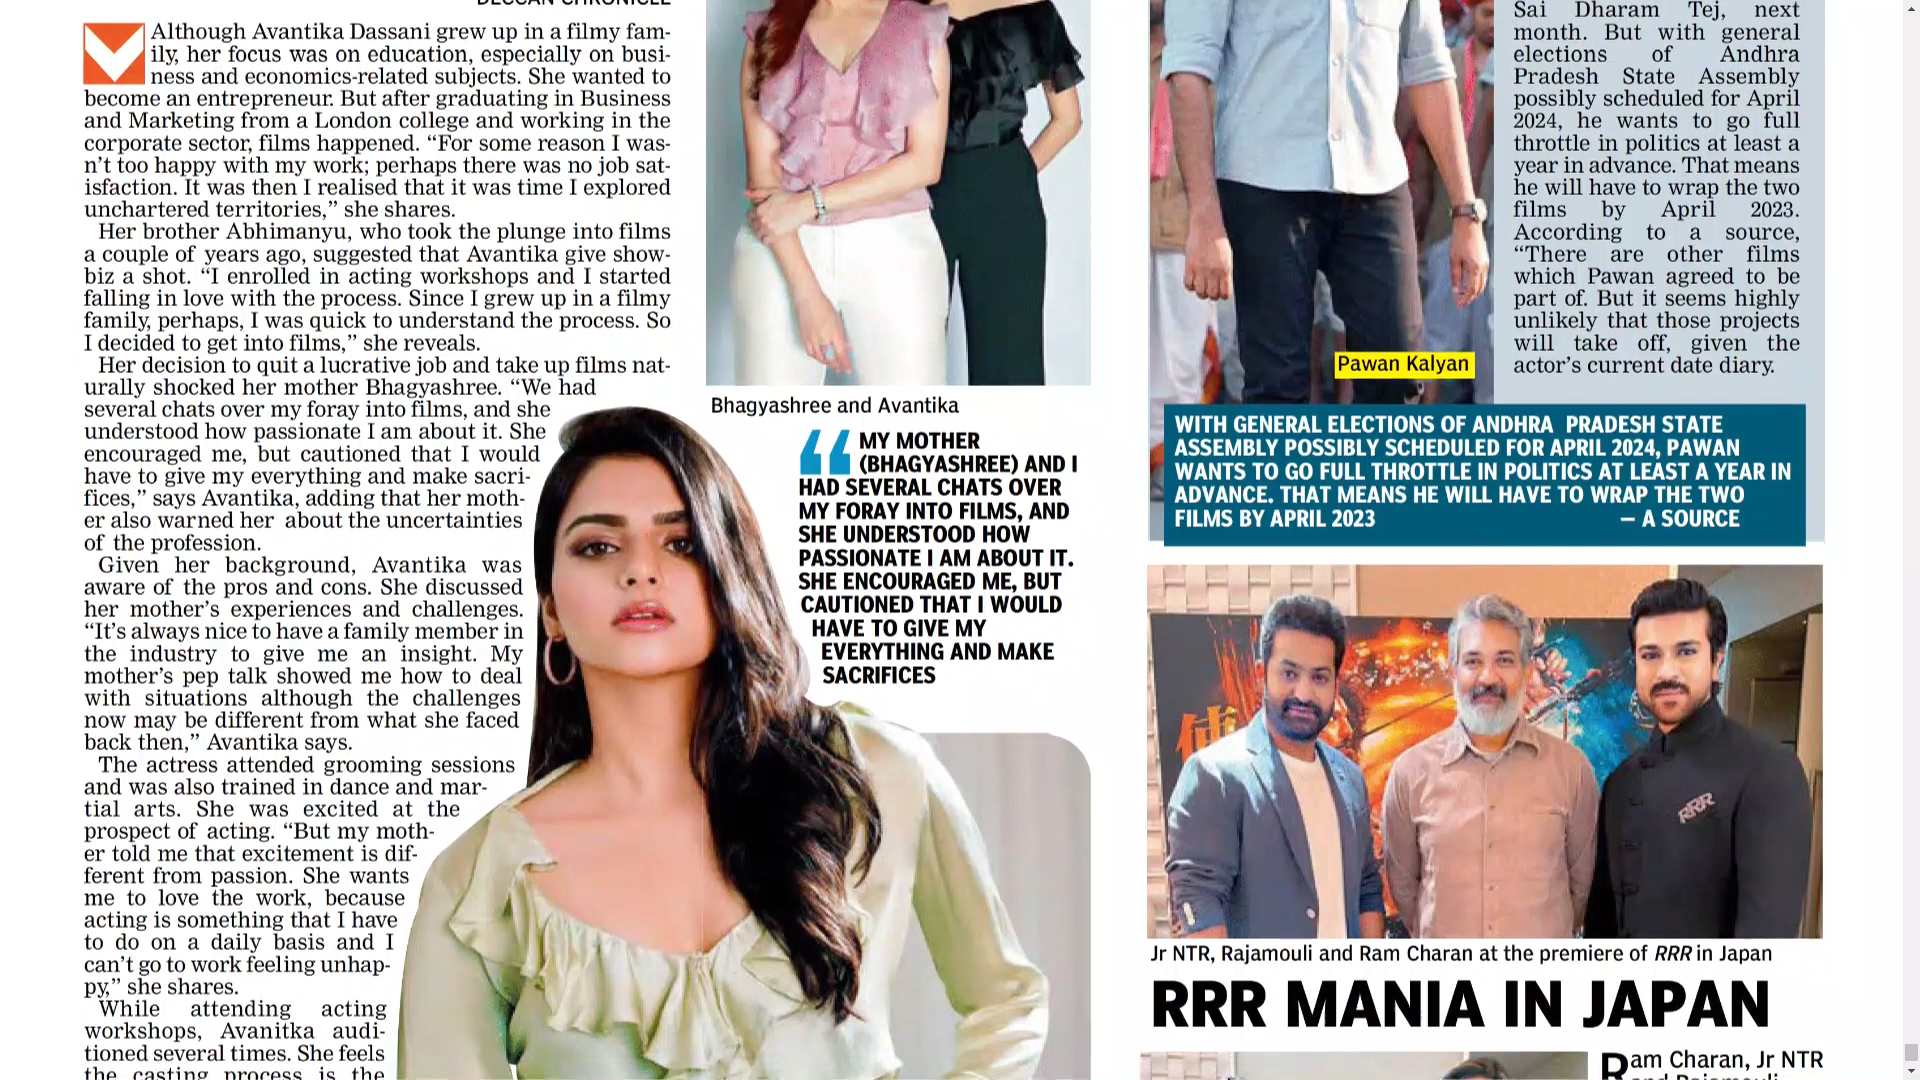 DECCAN CHRONICLE
Although Avantika Dassani grew up in a filmy fam-
ily, her focus was on education, especially on busi-
ness and economics-related subjects. She wanted to
become an entrepreneur. But after graduating in Business
and Marketing from a London college and working in the
corporate sector, films happened. “For some reason I was-
n’t too happy with my work; perhaps there was no job sat-
isfaction. It was then I realised that it was time I explored
unchartered territories,” she shares.
Her brother Abhimanyu, who took the plunge into films
a couple of years ago, suggested that Avantika give show-
biz a shot. “I enrolled in acting workshops and I started
falling in love with the process. Since I grew up in a filmy
family, perhaps, I was quick to understand the process. So
I decided to get into films,” she reveals.
Her decision to quit a lucrative job and take up films nat-
urally shocked her mother Bhagyashree. “We had
several chats over my foray into films, and she
understood how passionate I am about it. She
encouraged me, but cautioned that I would
have to give my everything and make sacri-
fices,” says Avantika, adding that her moth-
er also warned her about the uncertainties
of the profession.
Given her background, Avantika was
aware of the pros and cons. She discussed
her mother’s experiences and challenges.
“It’s always nice to have a family member in
the industry to give me an insight. My
mother’s pep talk showed me how to deal
with situations although the challenges
now may be different from what she faced
back then,” Avantika says.
The actress attended grooming sessions
and was also trained in dance and mar-
tial arts. She was excited at the
prospect of acting. “But my moth-
er told me that excitement is dif-
ferent from passion. She wants
me to love the work, because
acting is something that I have
to do on a daily basis and I
can’t go to work feeling unhap-
py,” she shares.
While attending acting
workshops, Avanitka audi-
tioned several times. She feels
the casting process is the
Bhagyashree and Avantika
“MY MOTHER
(BHAGYASHREE) AND I
HAD SEVERAL CHATS OVER
MY FORAY INTO FILMS, AND
SHE UNDERSTOOD HOW
PASSIONATE I AM ABOUT IT.
SHE ENCOURAGED ME, BUT
CAUTIONED THAT I WOULD
HAVE TO GIVE MY
EVERYTHING AND MAKE
SACRIFICES
Sai Dharam Tej, next
month. But with general
elections of Andhra
Pradesh State Assembly
possibly scheduled for April
2024, he wants to go full
throttle in politics at least a
year in advance. That means
he will have to wrap the two
films by April 2023.
According to a source,
“There are other films
which Pawan agreed to be
part of. But it seems highly
unlikely that those projects
will take off, given the
actor’s current date diary.
Pawan Kalyan
WITH GENERAL ELECTIONS OF ANDHRA PRADESH STATE
ASSEMBLY POSSIBLY SCHEDULED FOR APRIL 2024, PAWAN
WANTS TO GO FULL THROTTLE IN POLITICS AT LEAST A YEAR IN
ADVANCE. THAT MEANS HE WILL HAVE TO WRAP THE TWO
FILMS BY APRIL 2023 — A SOURCE
RRR
Jr NTR, Rajamouli and Ram Charan at the premiere of RRR in Japan
RRR MANIA IN JAPAN
Ram Charan, Jr NTR
and Rajamouli